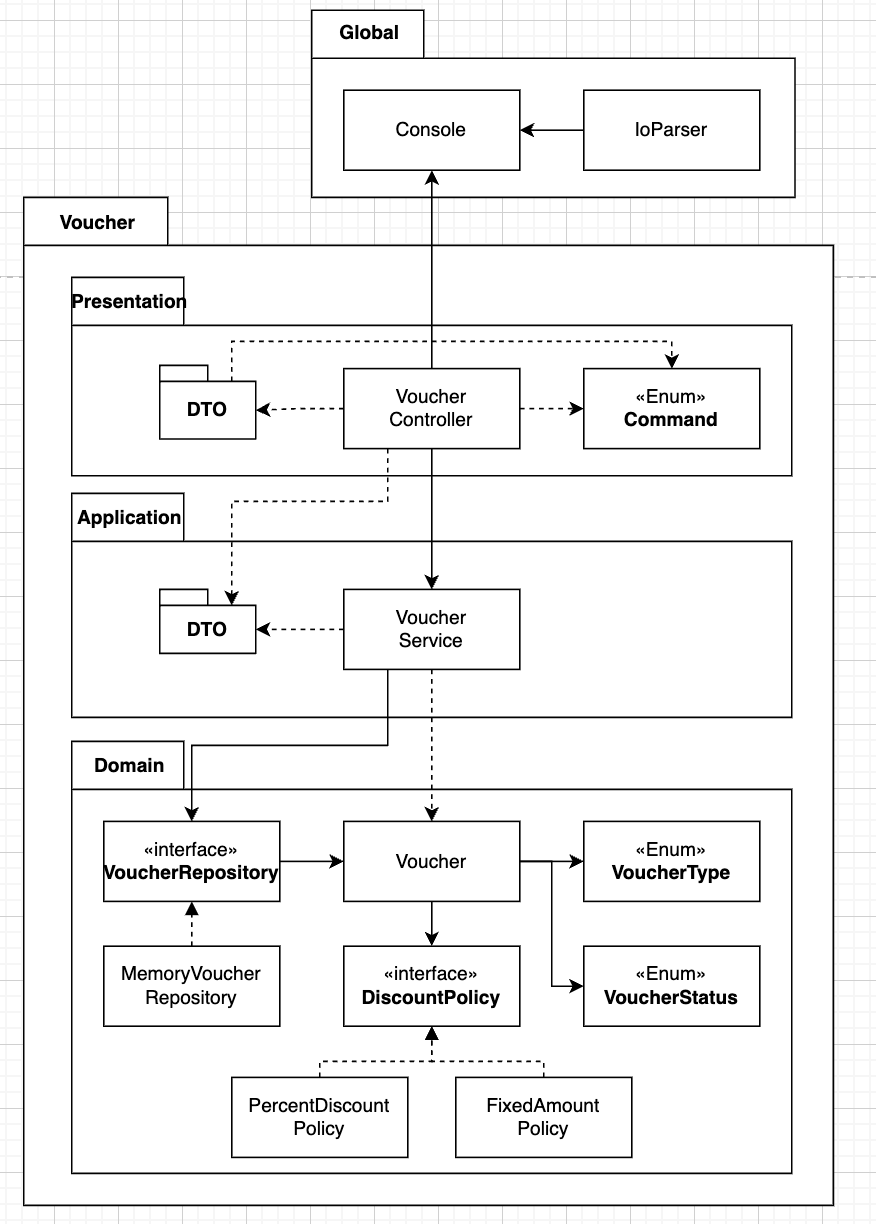 Global
Console
IoParser
Voucher
Presentation
DTO
Voucher
Controller
«Enum»
Command
Application
DTO
Voucher
Service
Domain
«interface»
VoucherRepository
Voucher
«Enum»
VoucherType
MemoryVoucher
Repository
«interface»
DiscountPolicy
«Enum»
VoucherStatus
PercentDiscount
Policy
FixedAmount
Policy